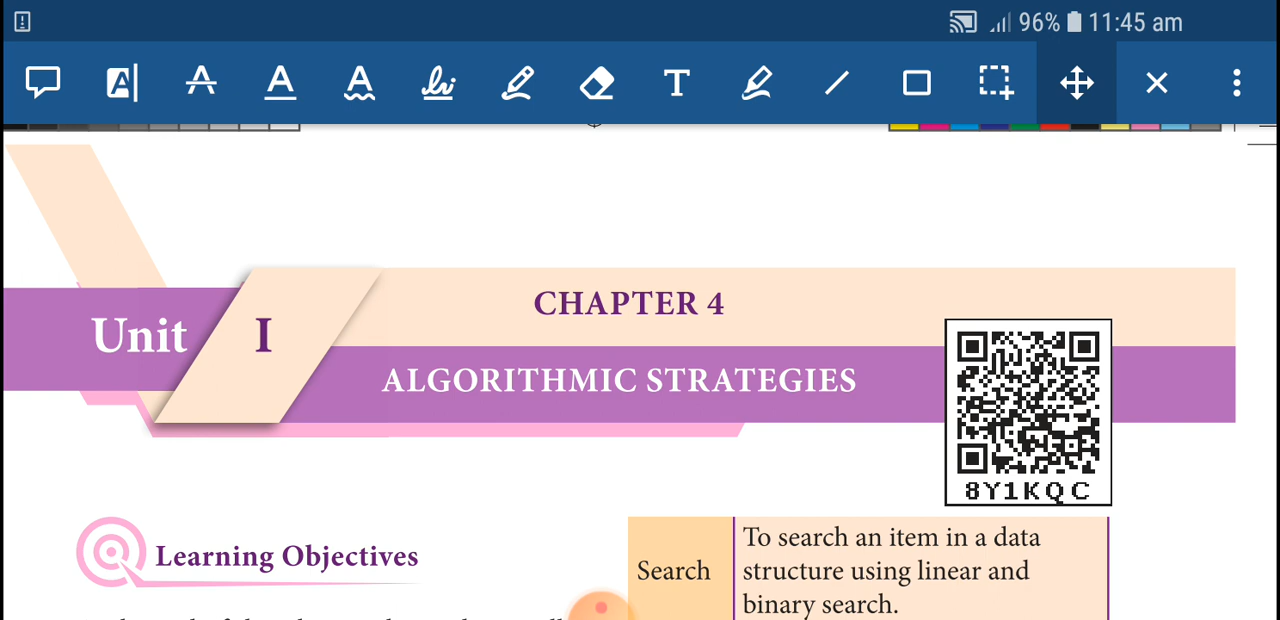 96% 11:45 am
T
CHAPTER 4
Unit I
ALGORITHMIC STRATEGIES
8Y1KQC
Learning Objectives
To search an item in a data
Search structure using linear and
binary search.